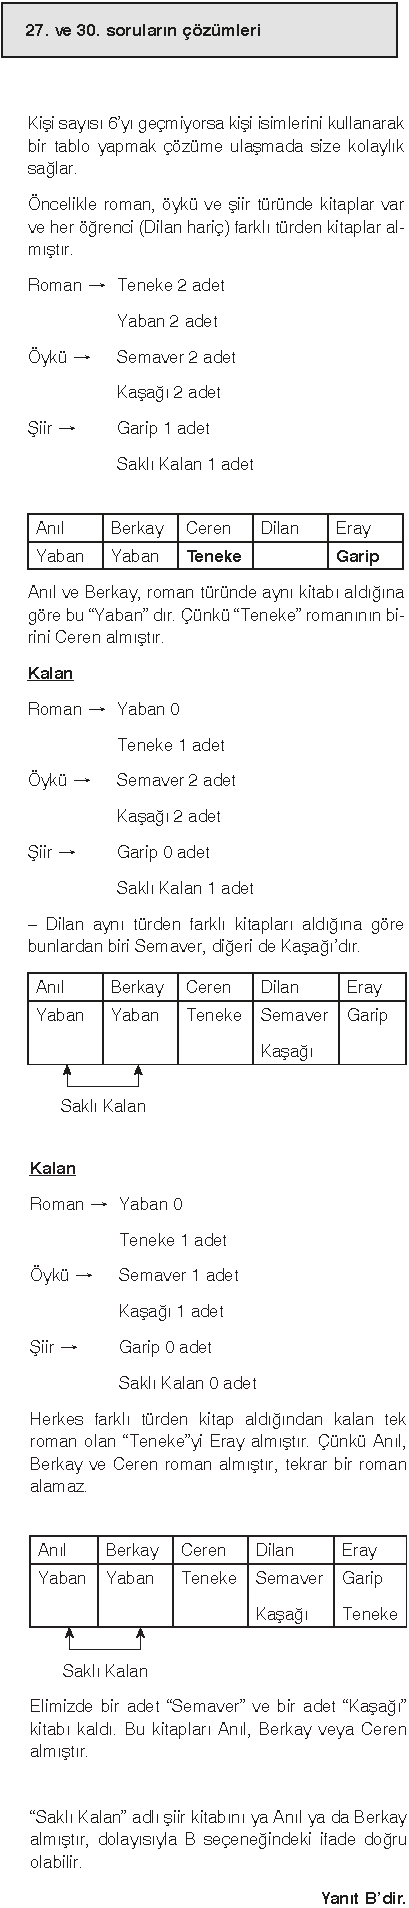 27. ve 30. soruların çözümleri
Kişi sayısı 6'yı geçmiyorsa kişi isimlerini kullanarak
bir tablo yapmak çözüme ulaşmada size kolaylık
sağlar.
Öncelikle roman, öykü ve şiir türünde kitaplar var
ve her öğrenci (Dilan hariç) farklı türden kitaplar al-
mıştır.
Roman → Teneke 2 adet
Yaban 2 adet
Öykü → Semaver 2 adet
Kaşağı 2 adet
Şiir → Garip 1 adet
Saklı Kalan 1 adet
Anıl Berkay Ceren Dilan Eray
Yaban Yaban Teneke Garip
Anıl ve Berkay, roman türünde aynı kitabı aldığına
göre bu “Yaban” dır. Çünkü “Teneke” romanının bi-
rini Ceren almıştır.
Kalan
Roman → Yaban 0
Teneke 1 adet
Öykü → Semaver 2 adet
Kaşağı 2 adet
Şiir → Garip 0 adet
Saklı Kalan 1 adet
– Dilan aynı türden farklı kitapları aldığına göre
bunlardan biri Semaver, diğeri de Kaşağı'dır.
Anıl Berkay Ceren Dilan Eray
Yaban Yaban Teneke Semaver Garip
Kaşağı
Saklı Kalan
Kalan
Roman → Yaban 0
Teneke 1 adet
Öykü → Semaver 1 adet
Kaşağı 1 adet
Şiir → Garip 0 adet
Saklı Kalan 0 adet
Herkes farklı türden kitap aldığından kalan tek
roman olan “Teneke”yi Eray almıştır. Çünkü Anıl,
Berkay ve Ceren roman almıştır, tekrar bir roman
alamaz.
Anıl Berkay Ceren Dilan Eray
Yaban Yaban Teneke Semaver Garip
Kaşağı Teneke
Saklı Kalan
Elimizde bir adet “Semaver” ve bir adet “Kaşağı”
kitabı kaldı. Bu kitapları Anıl, Berkay veya Ceren
almıştır.
“Saklı Kalan” adlı şiir kitabını ya Anıl ya da Berkay
almıştır, dolayısıyla B seçeneğindeki ifade doğru
olabilir.
Yanıt B'dir.